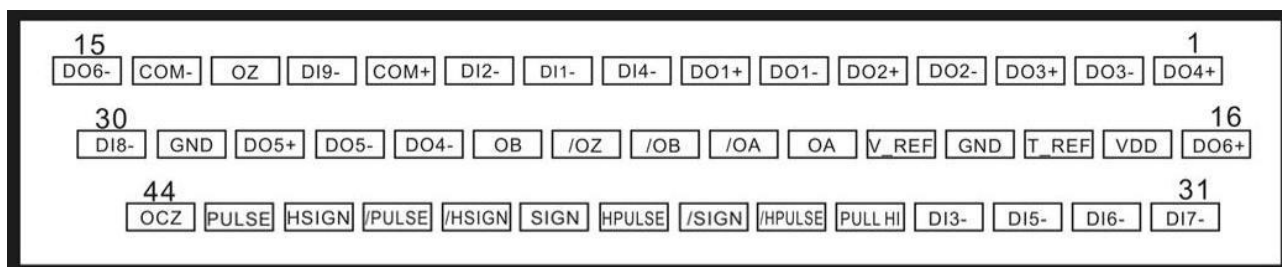 15 1
DO6- COM- OZ DI9- COM+ DI2- DI1- DI4- DO1+ DO1- DO2+ DO2- DO3+ DO3- DO4+
30 16
DI8- GND DO5+ DO5- DO4- OB /OZ /OB /OA OA V_REF GND T_REF VDD DO6+
44 31
OCZ PULSE HSIGN /PULSE /HSIGN SIGN HPULSE /SIGN /HPULSE PULL HI DI3- DI5- DI6- DI7-